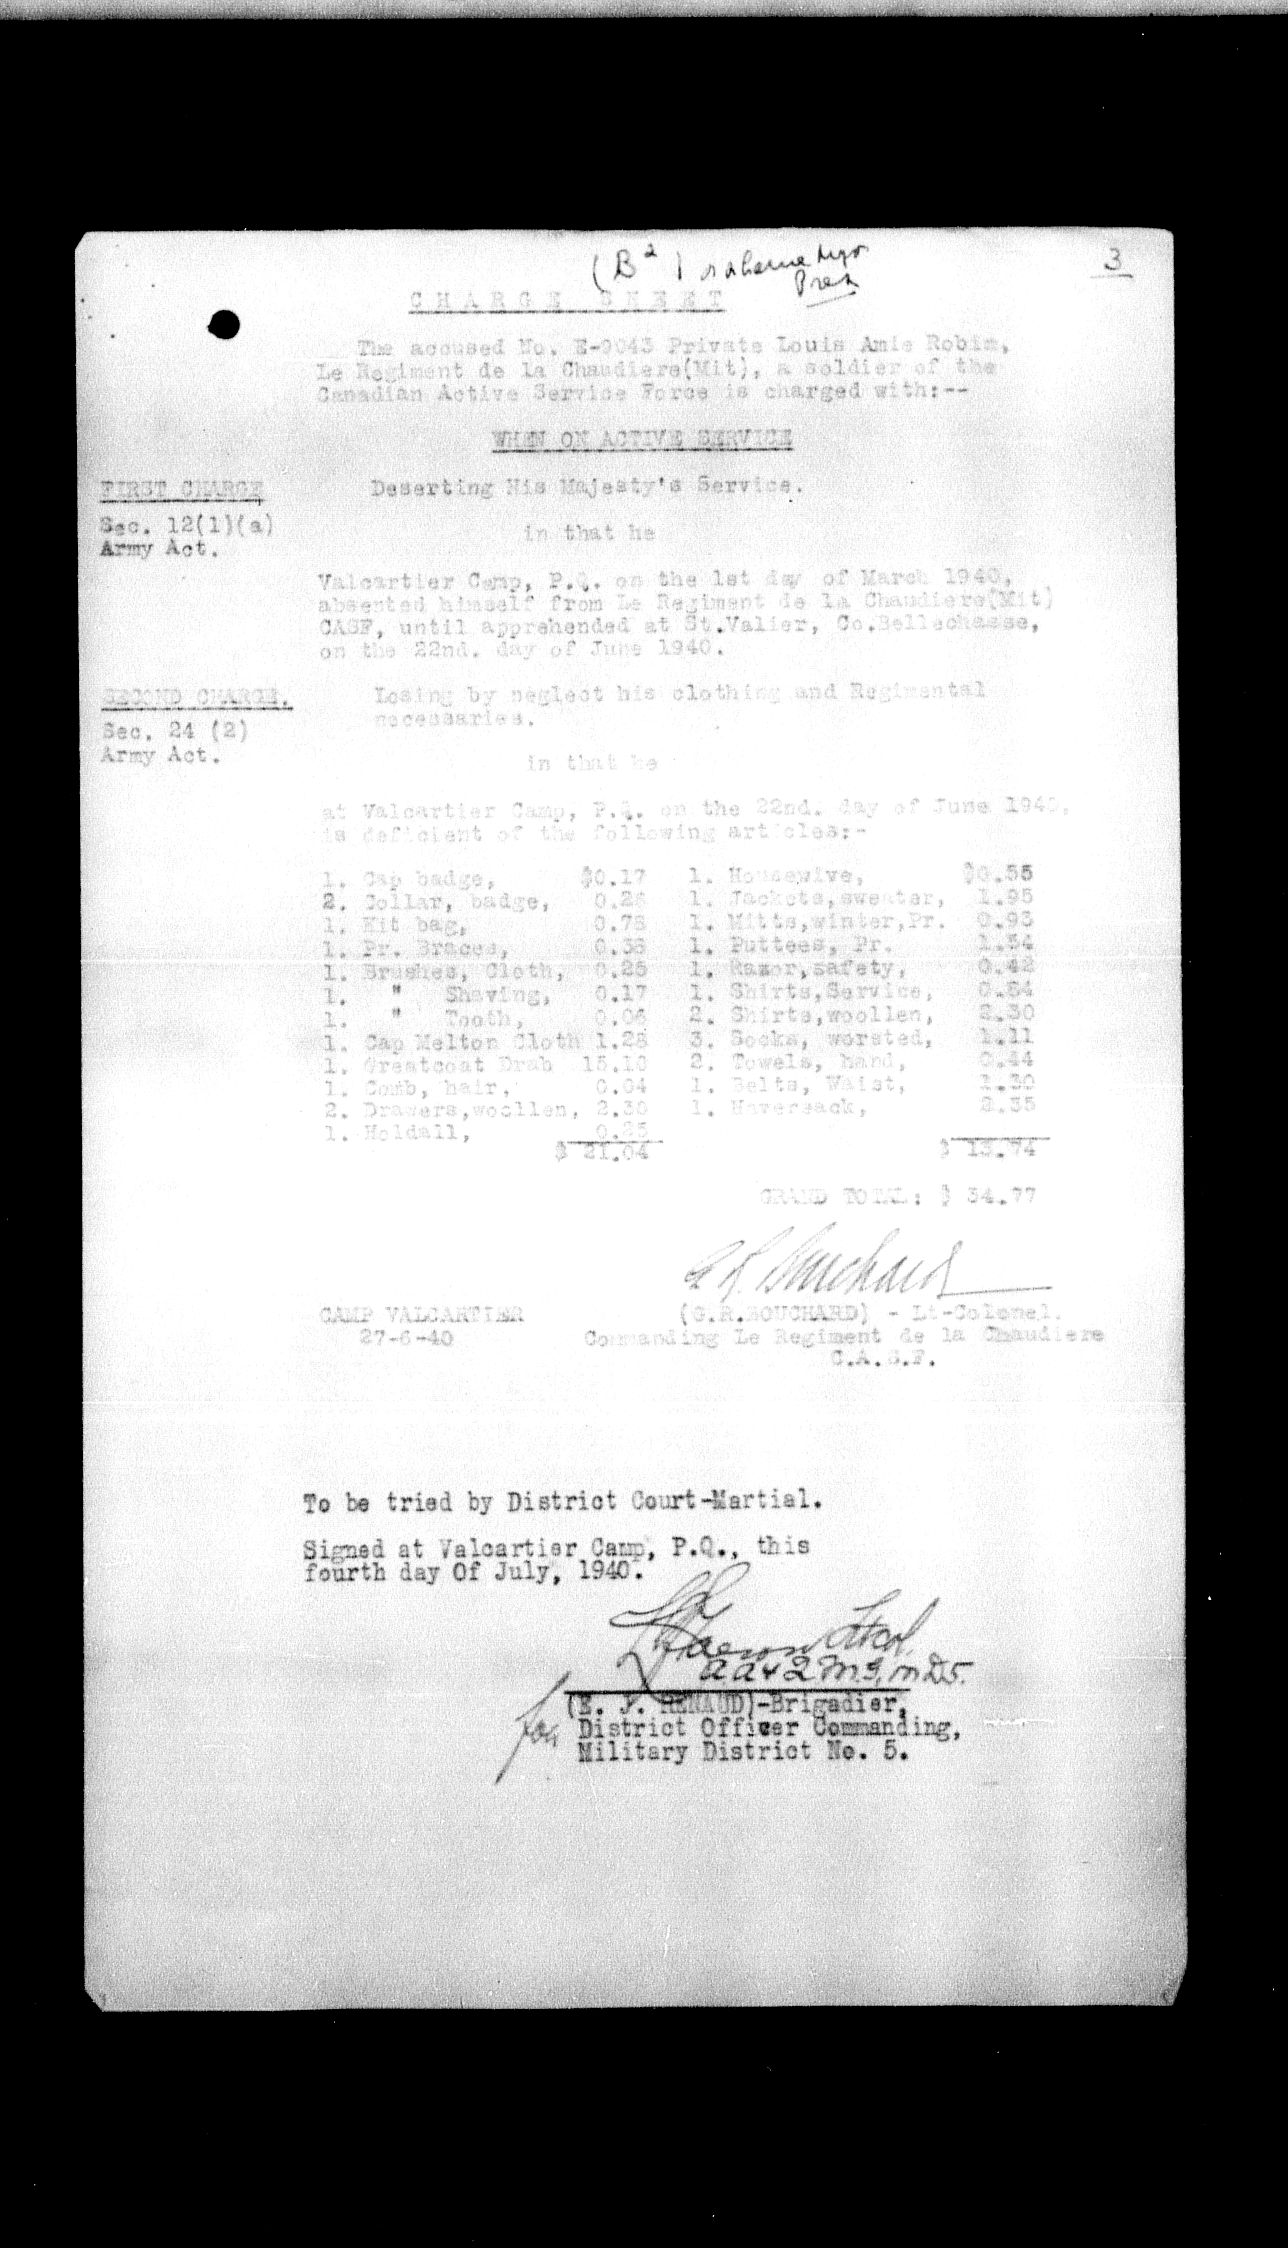 (B²)
Pres
3
CHARGE SHEET
The accused No. E-9043 Private Louis Amie Robin,
Le Regiment de la Chaudiere(Mit), a soldier of the
Canadian Active Service Force is charged with:--
WHEN ON ACTIVE SERVICE
FIRST CHARGE
Deserting His Majesty's Service.
Sec. 12(1)(a)
Army Act.
in that he
Valcartier Camp, P.Q. on the 1st day of March 1940,
absented himself from Le Regiment de la Chaudiere(Mit)
CASF, until apprehended at St.Valier, Co.Bellechasse,
on the 22nd. day of June 1940.
SECOND CHARGE.
Losing by neglect his clothing and Regimental
necessaries.
Sec. 24 (2)
Army Act.
in that he
at Valcartier Camp, P.Q. on the 22nd. day of June 1940,
is deficient of the following articles:-
1. Cap badge, $0.17 1. Housewive, $0.55
2. Collar, badge, 0.28 1. Jackets,sweater, 1.95
1. Kit bag, 0.78 1. Mitts,winter,Pr. 0.93
1. Pr. Braces, 0.38 1. Puttees, Pr. 1.54
1. Brushes, Cloth, 0.25 1. Razor,safety, 0.42
1. " Shaving, 0.17 1. Shirts,Service, 0.84
1. " Tooth, 0.06 2. Shirts,woollen, 2.30
1. Cap Melton Cloth 1.28 3. Socks, worsted, 1.11
1. Greatcoat Drab 15.10 2. Towels, hand, 0.44
1. Comb, hair, 0.04 1. Belts, Waist, 1.30
2. Drawers,woollen, 2.30 1. Haversack, 2.35
1. Holdall, 0.25
$ 21.04 $ 13.74
GRAND TOTAL: $ 34.77
CAMP VALCARTIER
27-6-40
(G.R.BOUCHARD) - Lt-Colonel.
Commanding Le Regiment de la Chaudiere
C.A.S.F.
To be tried by District Court-Martial.
Signed at Valcartier Camp, P.Q., this
fourth day Of July, 1940.
Lt Col.
for
(E. J. RENAUD)-Brigadier,
District Officer Commanding,
Military District No. 5.